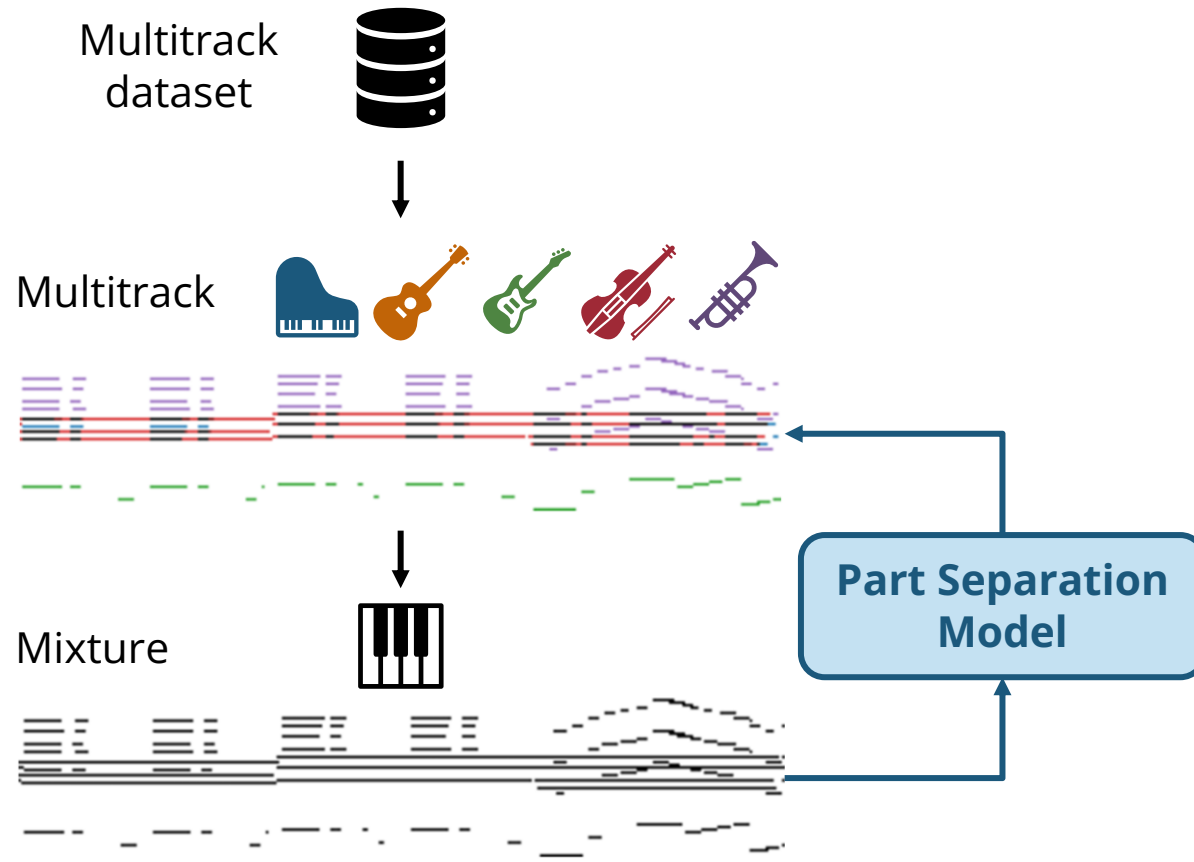 Multitrack
dataset
Multitrack
Part Separation
Model
Mixture